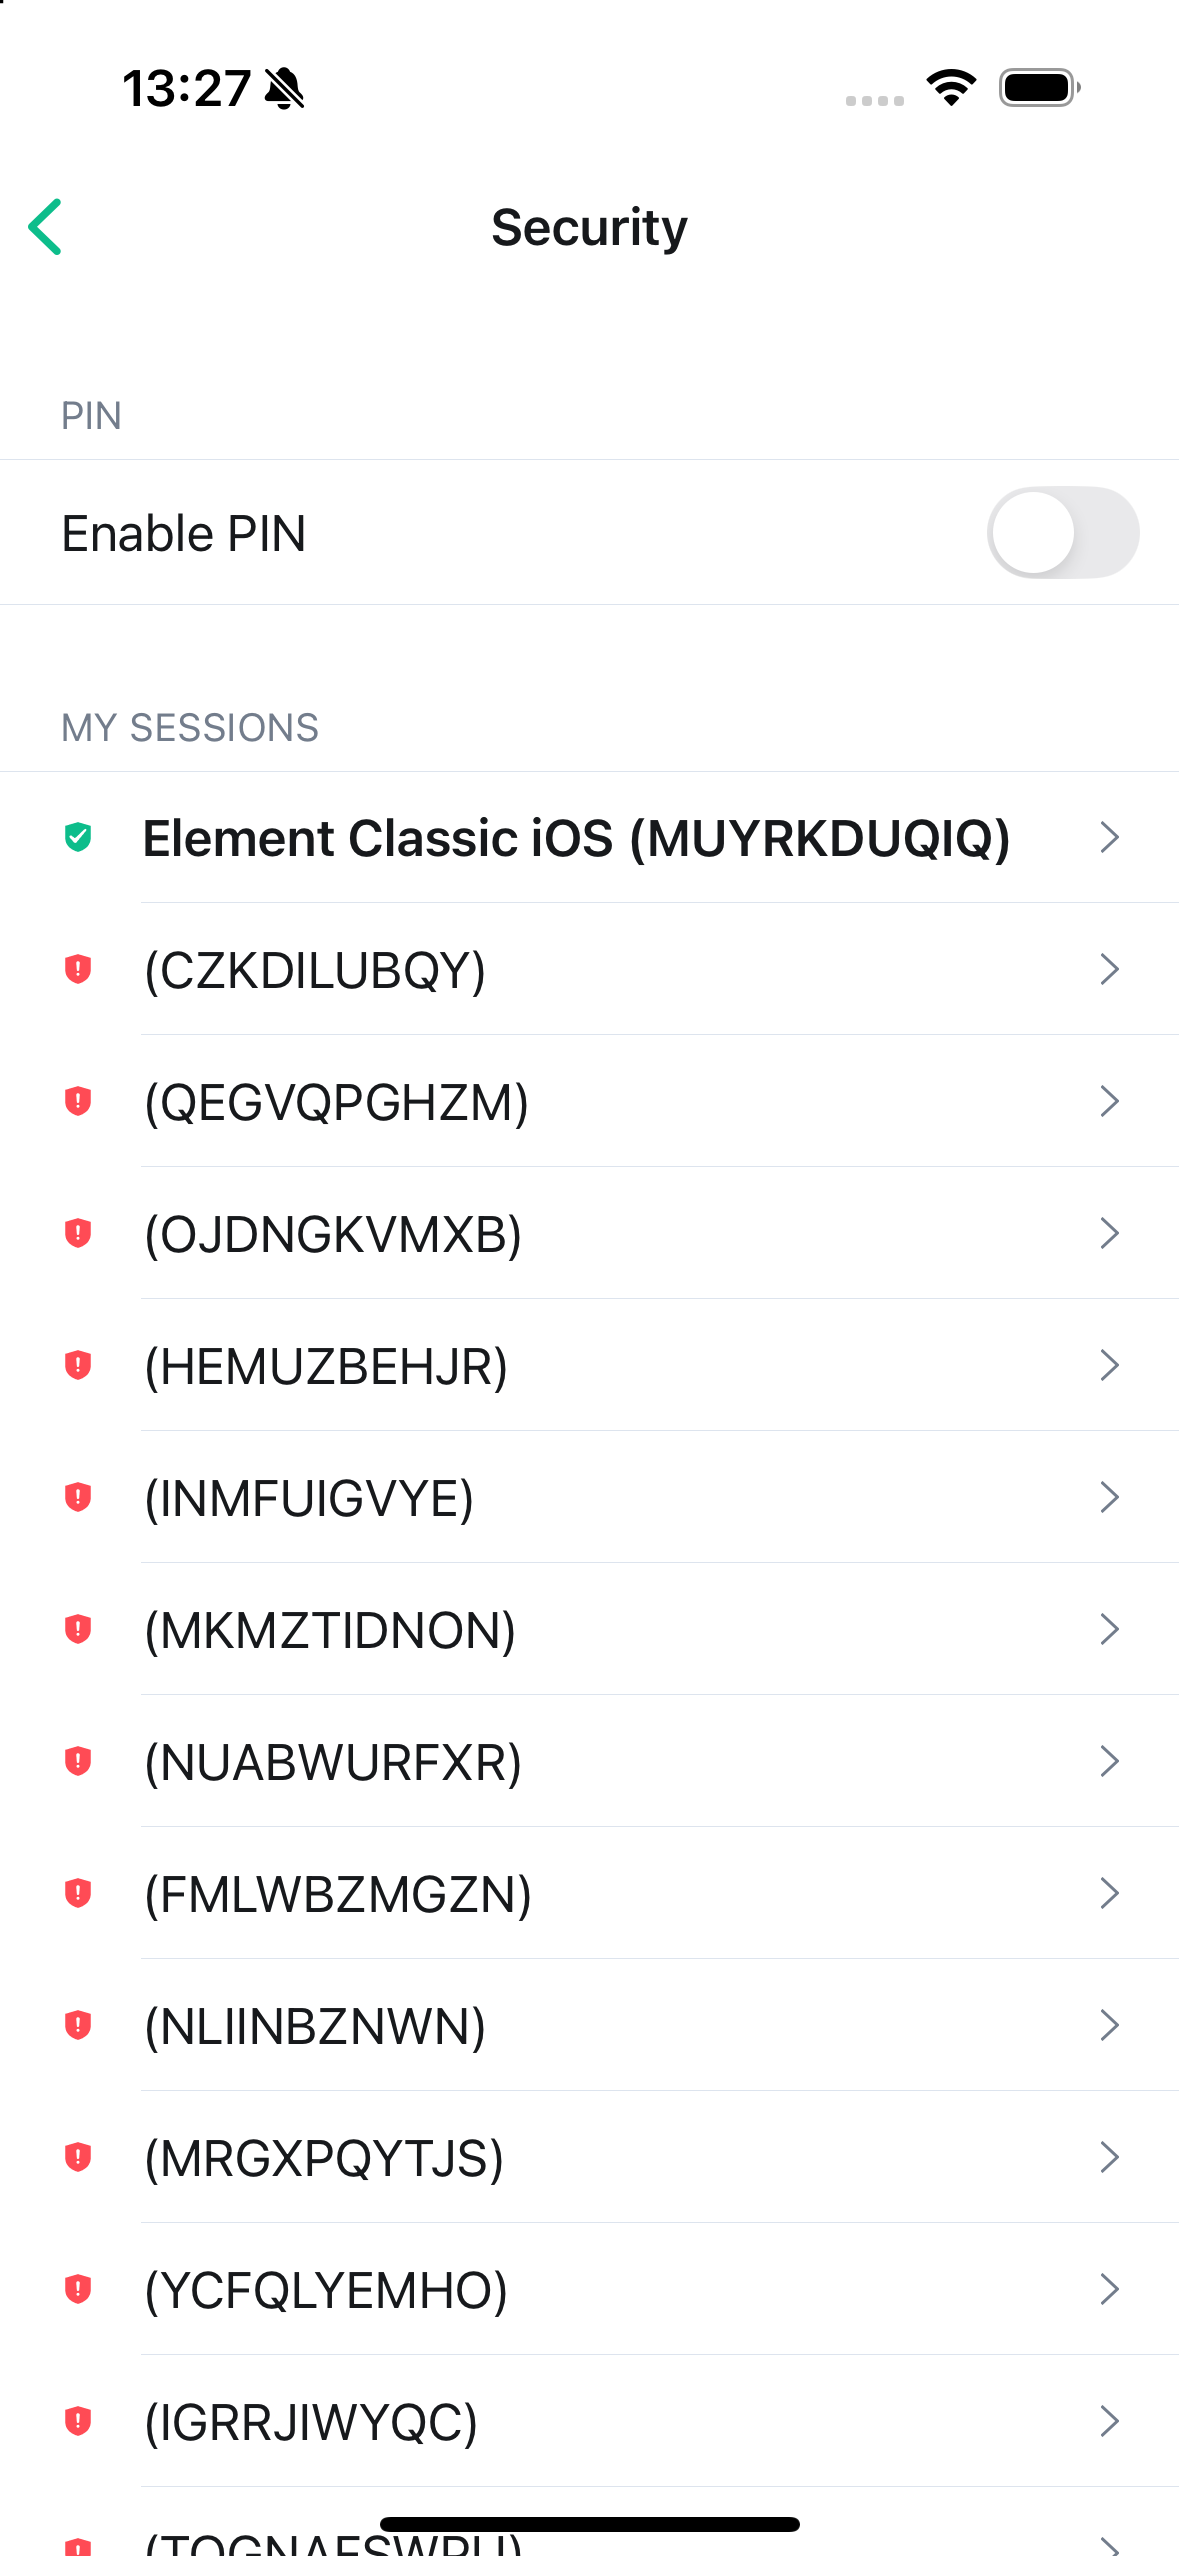 13:27
Security
PIN
Enable PIN
MY SESSIONS
Element Classic iOS (MUYRKDUQIQ)
(CZKDILUBQY)
(QEGVQPGHZM)
(OJDNGKVMXB)
(HEMUZBEHJR)
(INMFUIGVYE)
(MKMZTIDNON)
(NUABWURFXR)
(FMLWBZMGZN)
(NLIINBZNWN)
(MRGXPQYTJS)
(YCFQLYEMHO)
(IGRRJIWYQC)